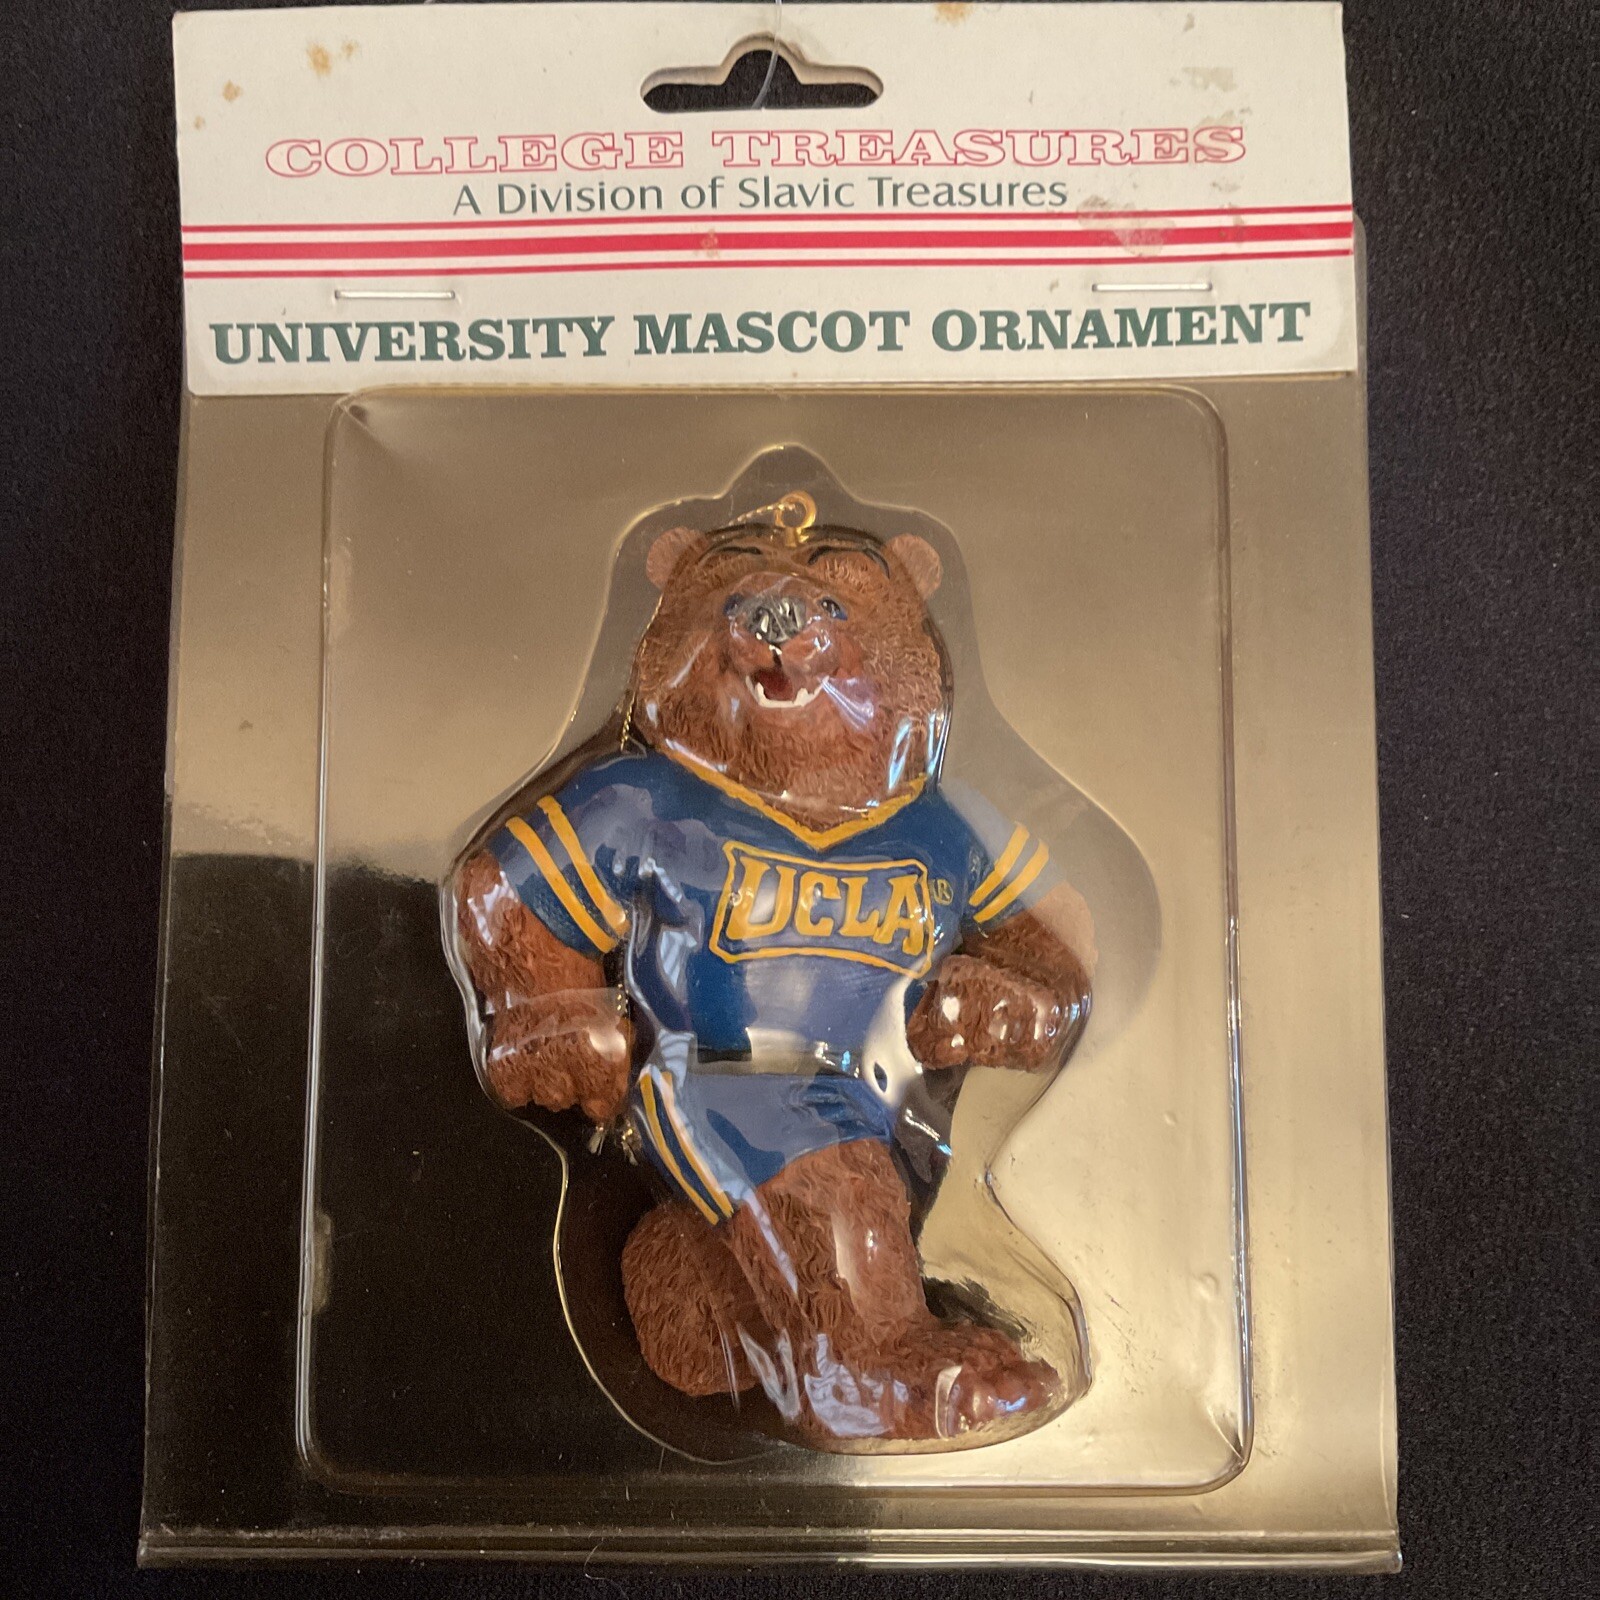 COLLEGE TREASURES
A Division of Slavic Treasures
UNIVERSITY MASCOT ORNAMENT
UCLA ®